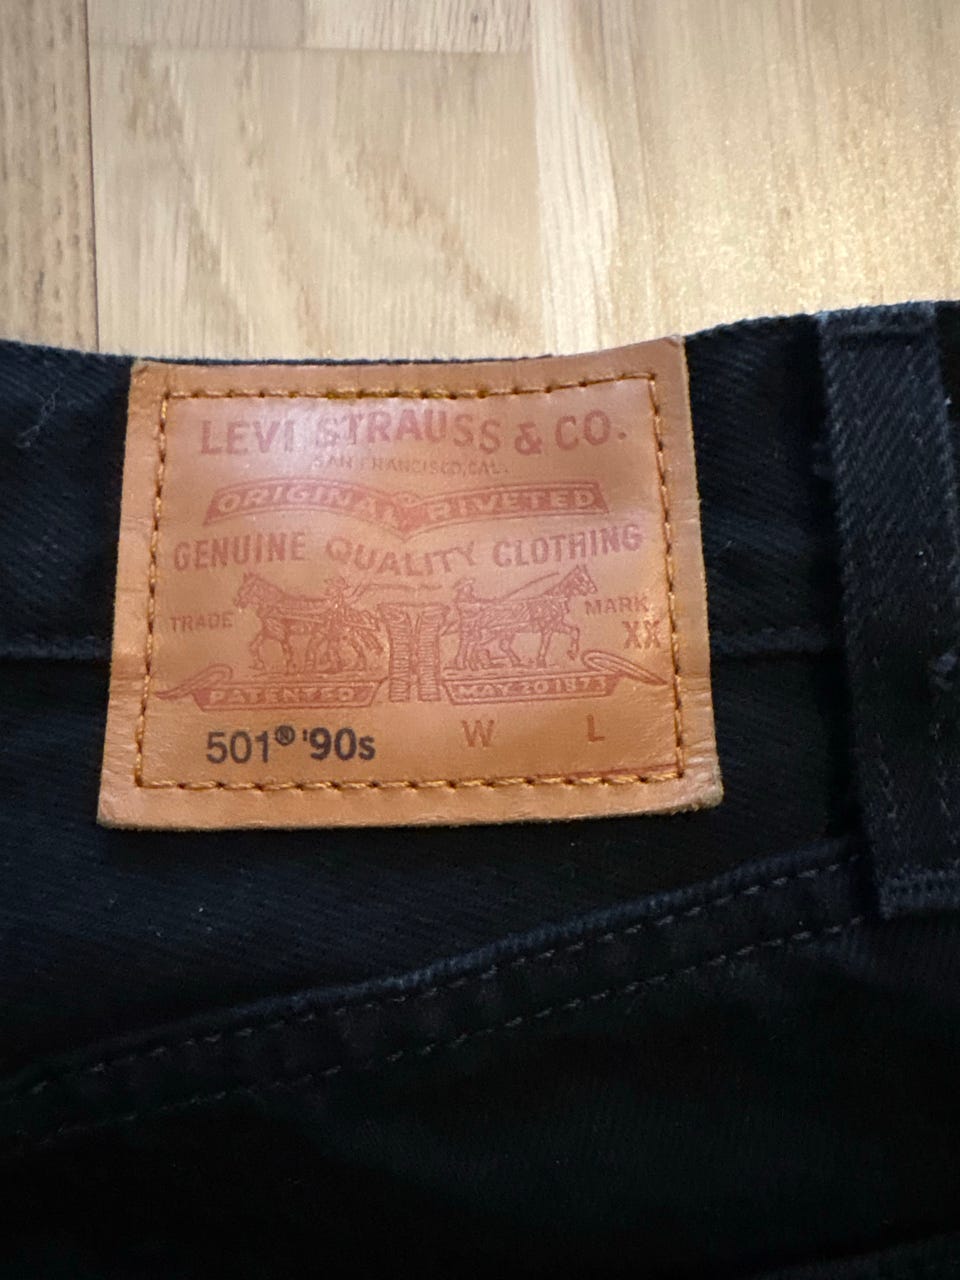 LEVI STRAUSS & CO.
SAN FRANCISCO, CAL.
ORIGINAL RIVETED
GENUINE QUALITY CLOTHING
TRADE MARK
XX
PATENTED MAY 20 1873
501® '90s W L